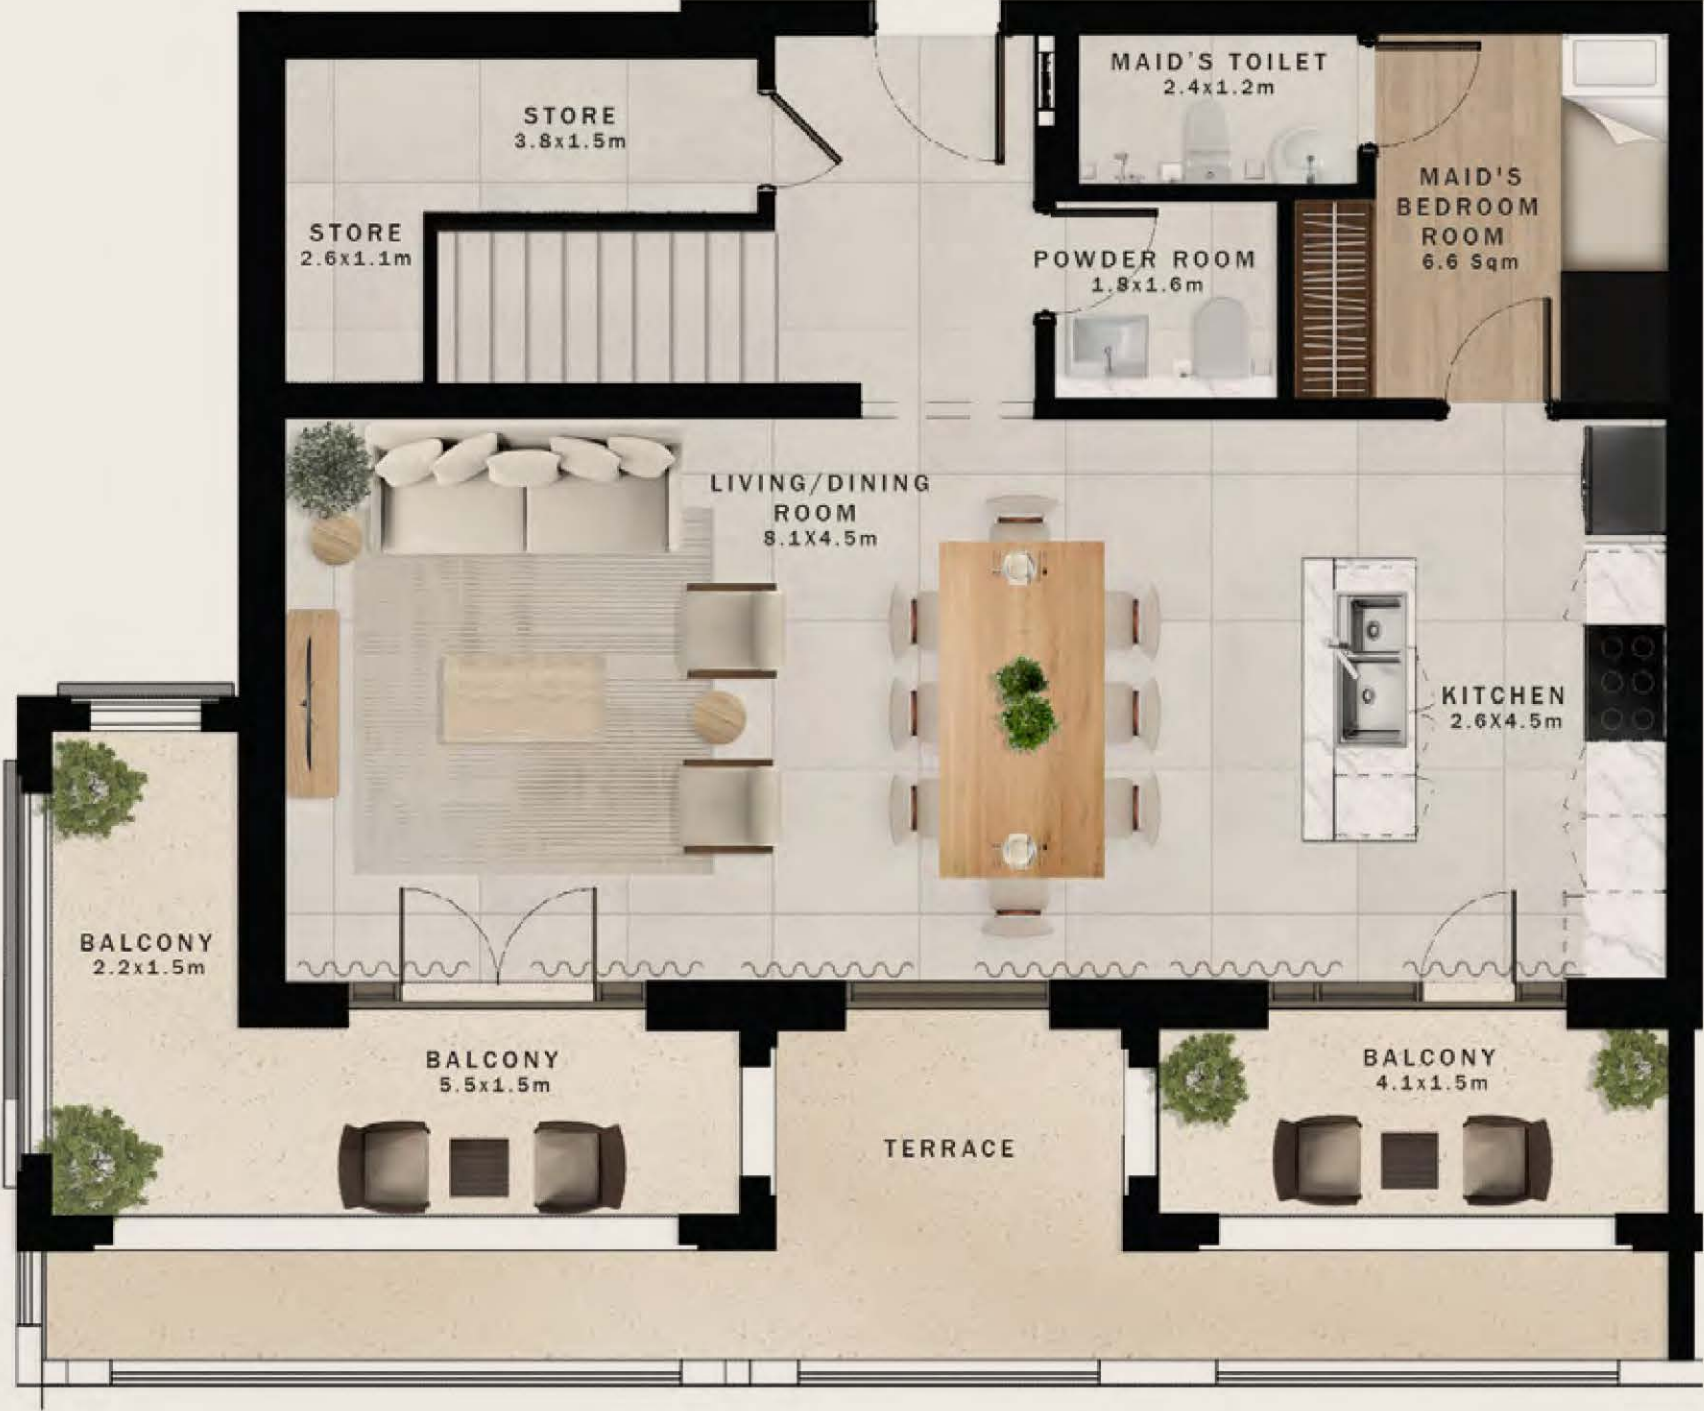 MAID'S TOILET
2.4x1.2m
STORE
3.8x1.5m
MAID'S
BEDROOM
ROOM
6.6 Sqm
STORE
2.6x1.1m
POWDER ROOM
1.8x1.6m
LIVING/DINING
ROOM
8.1X4.5m
KITCHEN
2.6X4.5m
BALCONY
2.2x1.5m
BALCONY
5.5x1.5m
BALCONY
4.1x1.5m
TERRACE